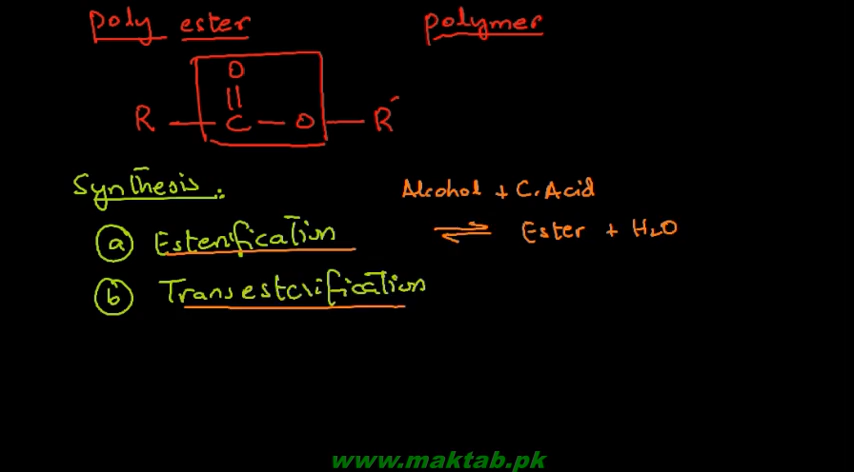 poly ester polymer
O
||
R — C — O — R´
Synthesis:
Alcohol + C.Acid
(a) Esterification
⇌ Ester + H2O
(b) Transesterification
www.maktab.pk